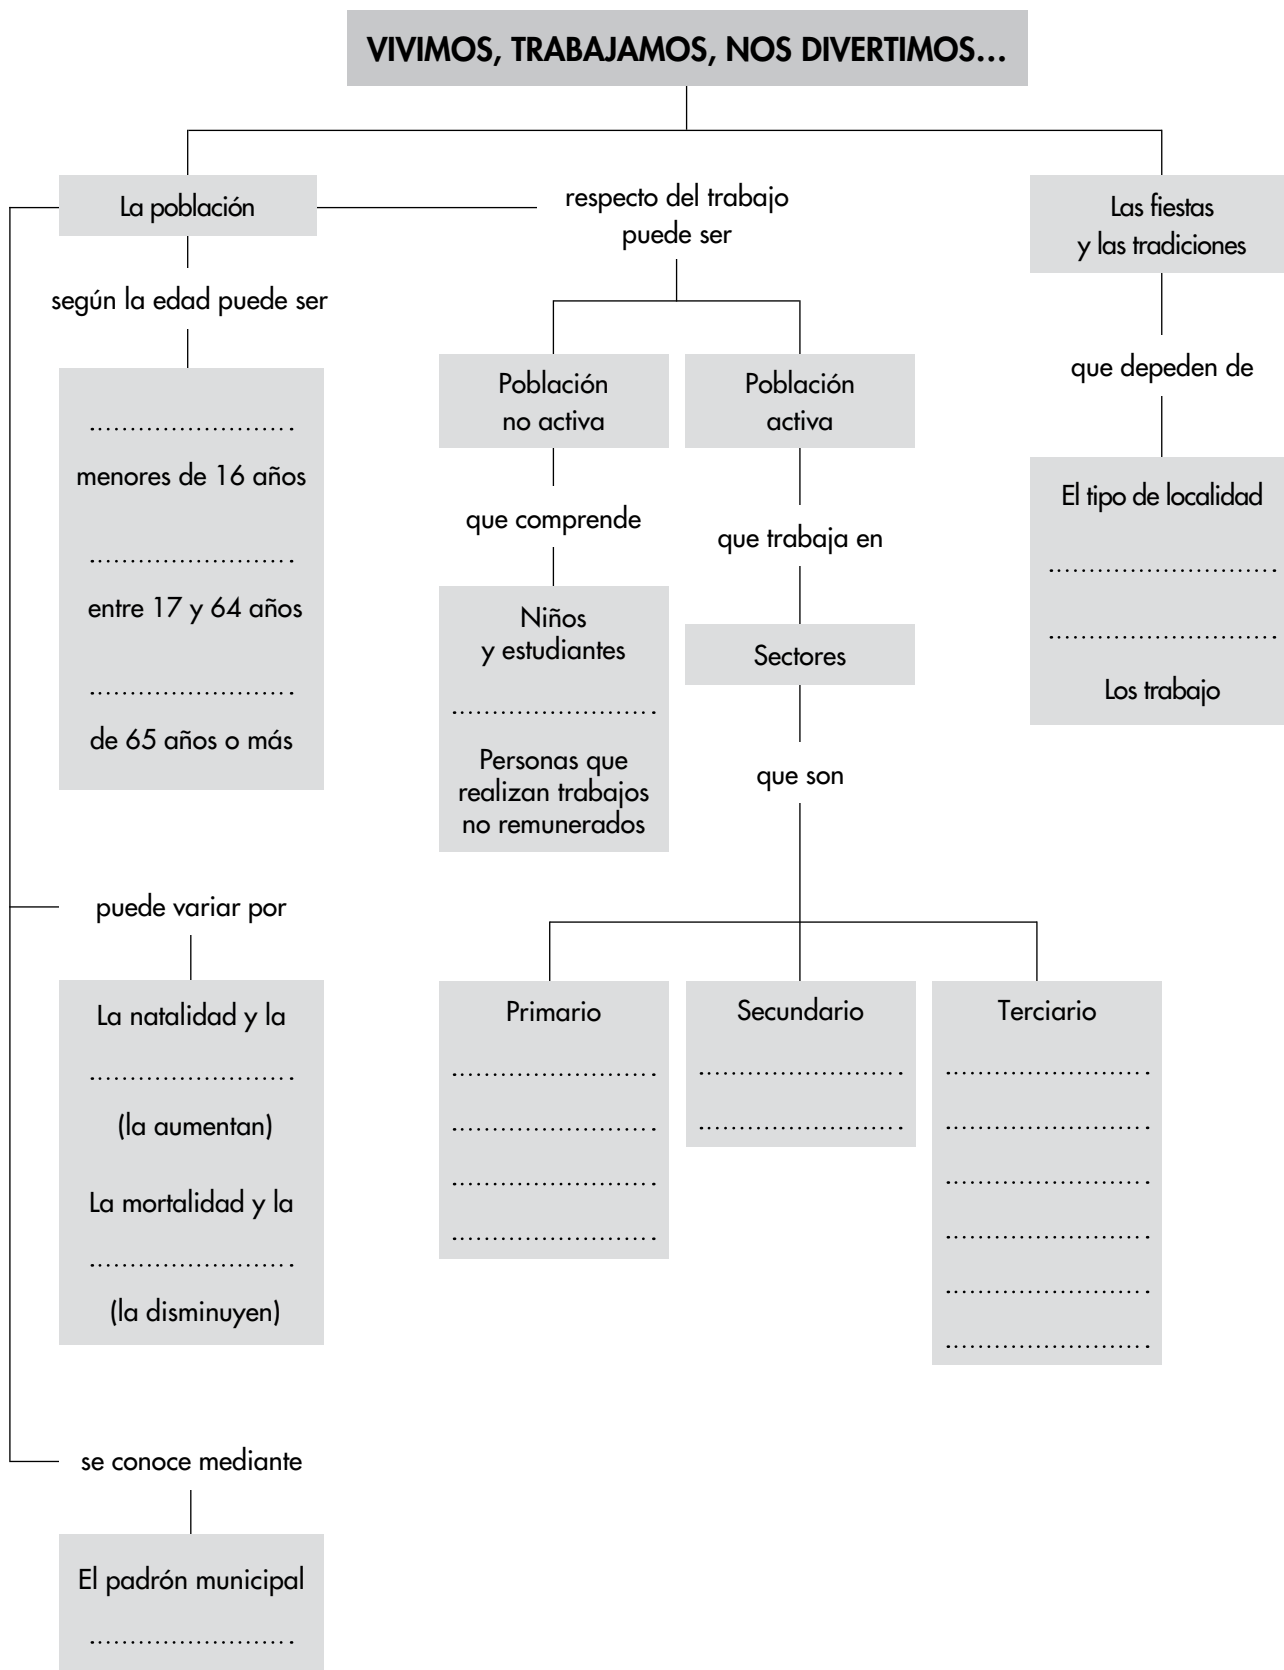 VIVIMOS, TRABAJAMOS, NOS DIVERTIMOS...
La población
según la edad puede ser
........................
menores de 16 años
........................
entre 17 y 64 años
........................
de 65 años o más
puede variar por
La natalidad y la
........................
(la aumentan)
La mortalidad y la
........................
(la disminuyen)
se conoce mediante
El padrón municipal
........................
respecto del trabajo
puede ser
Población
no activa
que comprende
Niños
y estudiantes
........................
Personas que
realizan trabajos
no remunerados
Población
activa
que trabaja en
Sectores
que son
Primario
........................
........................
........................
........................
Secundario
........................
........................
Terciario
........................
........................
........................
........................
........................
........................
Las fiestas
y las tradiciones
que depeden de
El tipo de localidad
...........................
...........................
Los trabajo